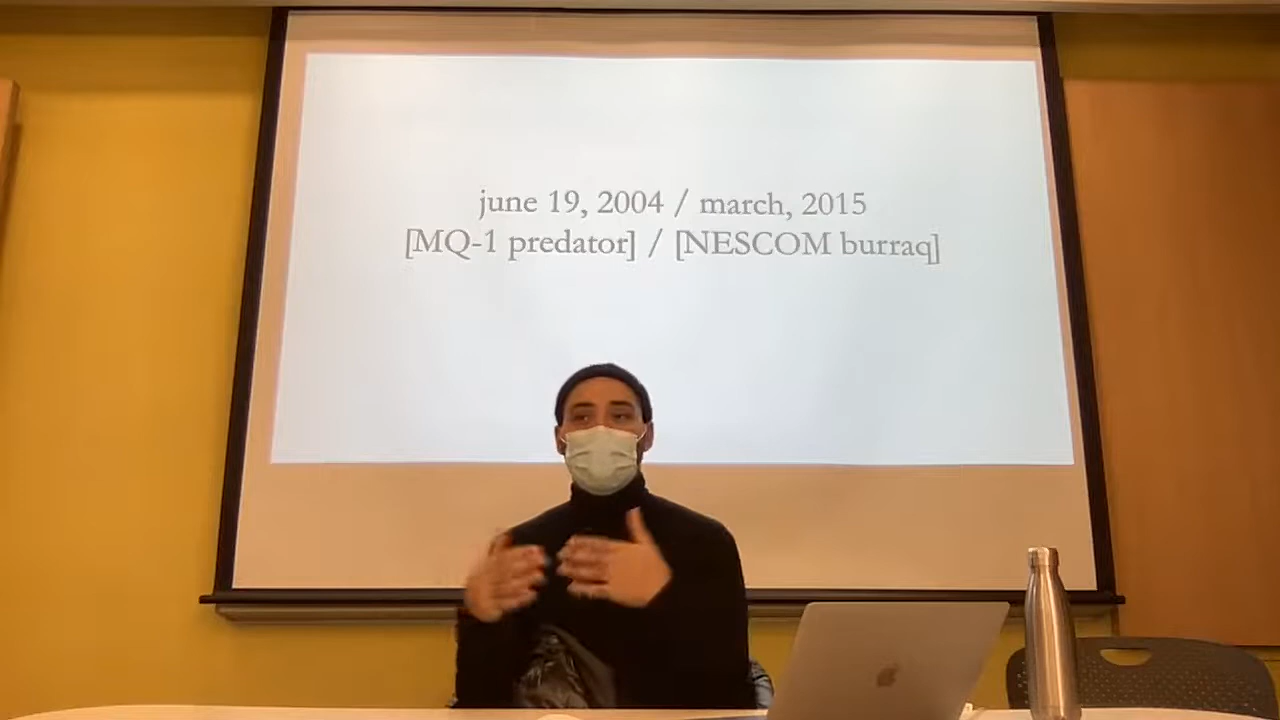 june 19, 2004 / march, 2015
[MQ-1 predator] / [NESCOM burraq]